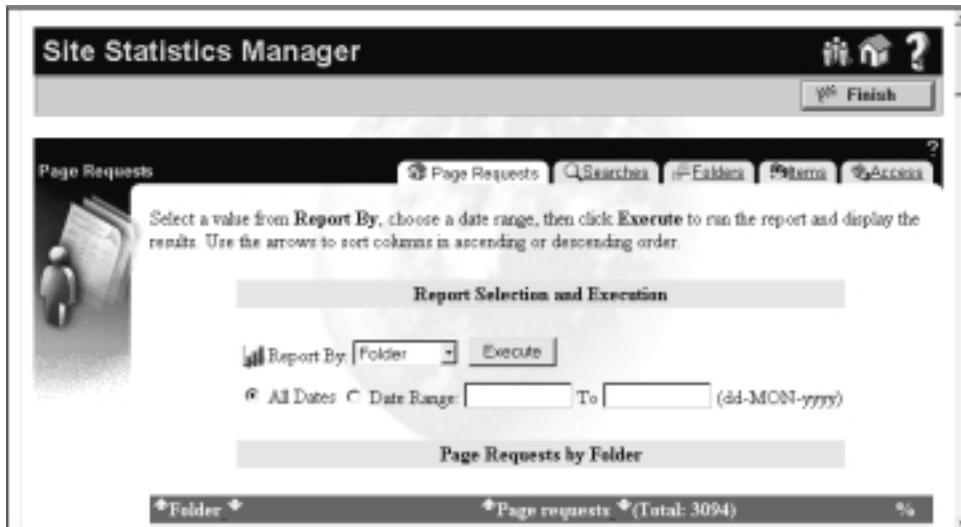 Site Statistics Manager
?
Finish
?
Page Requests
Page Requests Searches Folders Items Access
Select a value from Report By, choose a date range, then click Execute to run the report and display the
results. Use the arrows to sort columns in ascending or descending order.
Report Selection and Execution
Report By: Folder Execute
All Dates Date Range: To (dd-MON-yyyy)
Page Requests by Folder
Folder Page requests (Total: 3094) %